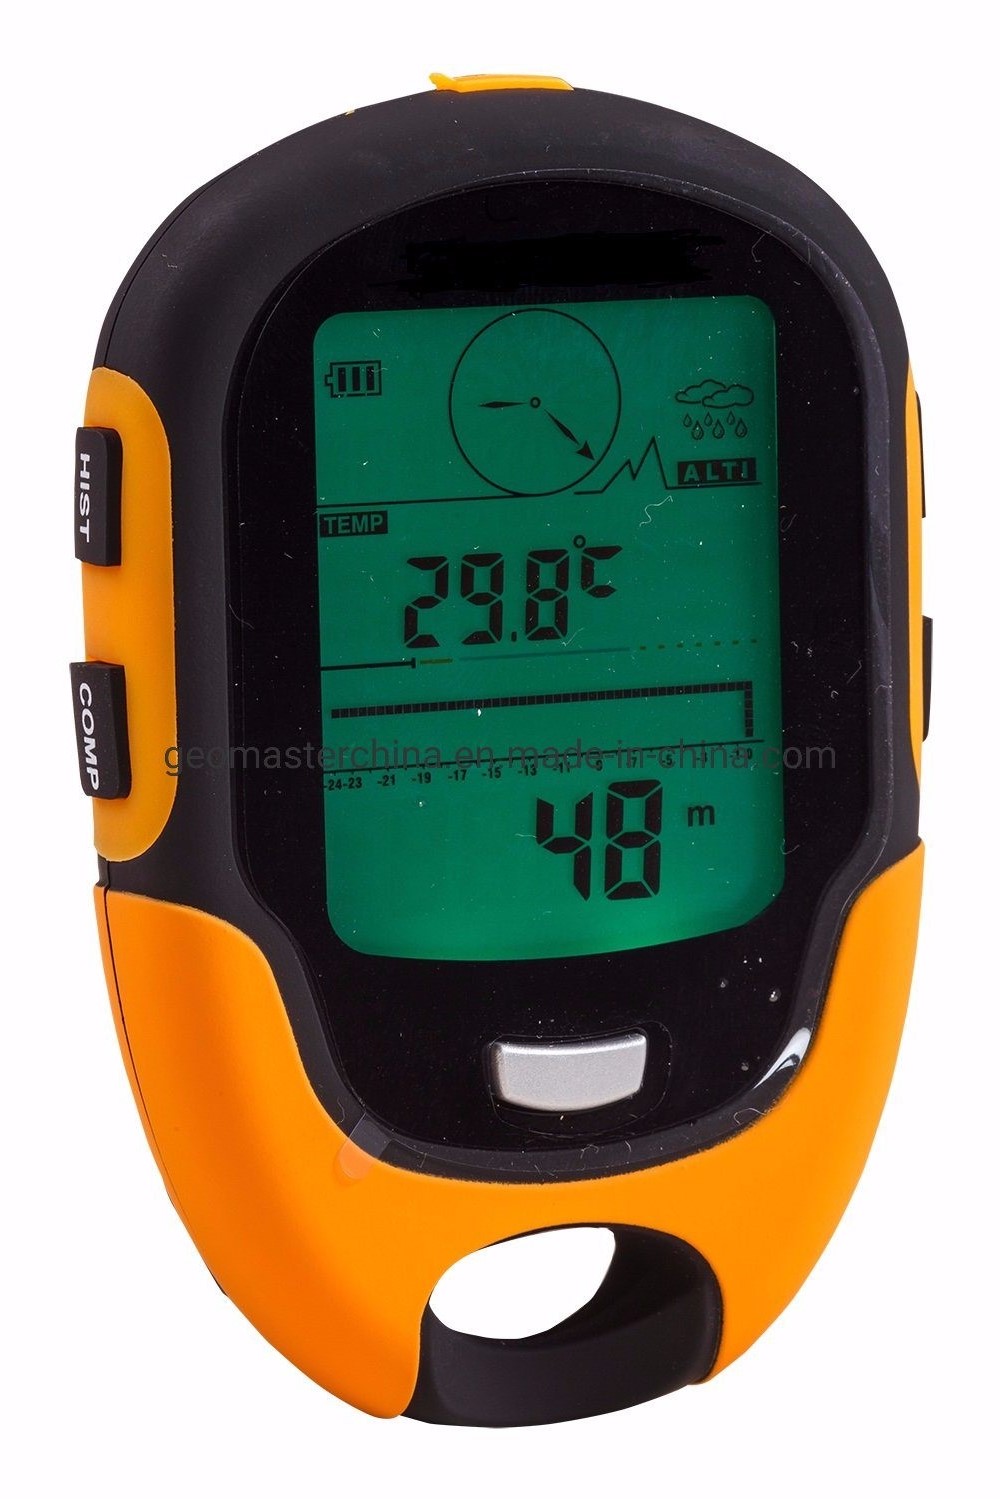 ALTI
TEMP
29.8°C
HIST
COMP
geomasterchina.en.made-in-china.com
-24-23 -21 -19 -17 -15 -13 -11
48 m